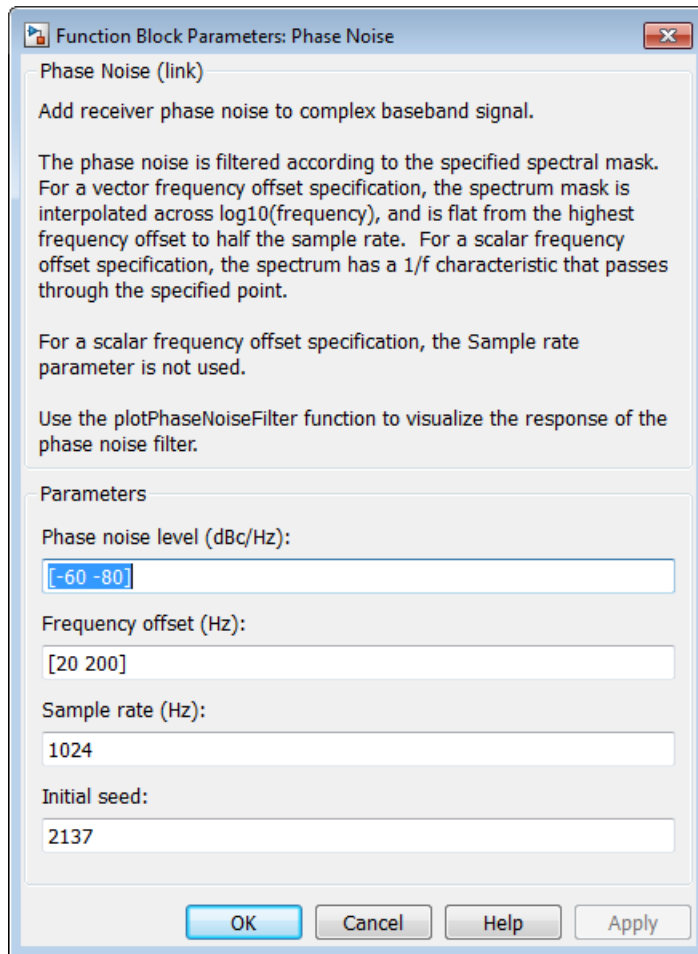 Function Block Parameters: Phase Noise
Phase Noise (link)
Add receiver phase noise to complex baseband signal.
The phase noise is filtered according to the specified spectral mask.
For a vector frequency offset specification, the spectrum mask is
interpolated across log10(frequency), and is flat from the highest
frequency offset to half the sample rate.  For a scalar frequency
offset specification, the spectrum has a 1/f characteristic that passes
through the specified point.
For a scalar frequency offset specification, the Sample rate
parameter is not used.
Use the plotPhaseNoiseFilter function to visualize the response of the
phase noise filter.
Parameters
Phase noise level (dBc/Hz):
[-60 -80]
Frequency offset (Hz):
[20 200]
Sample rate (Hz):
1024
Initial seed:
2137
OK Cancel Help Apply